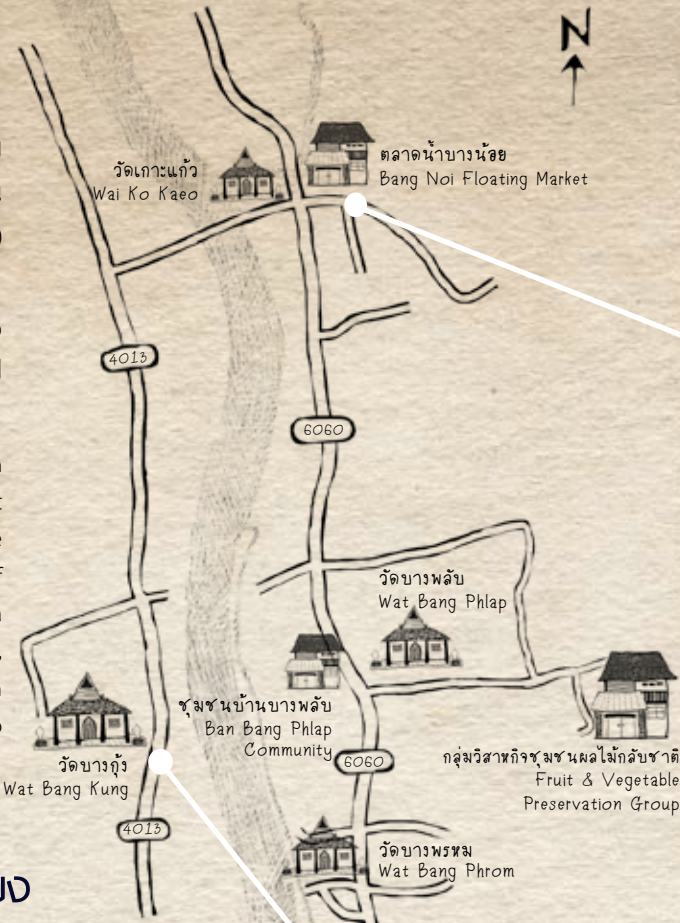 N
ตลาดน้ำบางน้อย
Bang Noi Floating Market
วัดเกาะแก้ว
Wai Ko Kaeo
4013
6060
วัดบางพลับ
Wat Bang Phlap
ชุมชนบ้านบางพลับ
Ban Bang Phlap
Community
6060
กลุ่มวิสาหกิจชุมชนผลไม้กลับชาติ
Fruit & Vegetable
Preservation Group
วัดบางกุ้ง
Wat Bang Kung
4013
วัดบางพรหม
Wat Bang Phrom